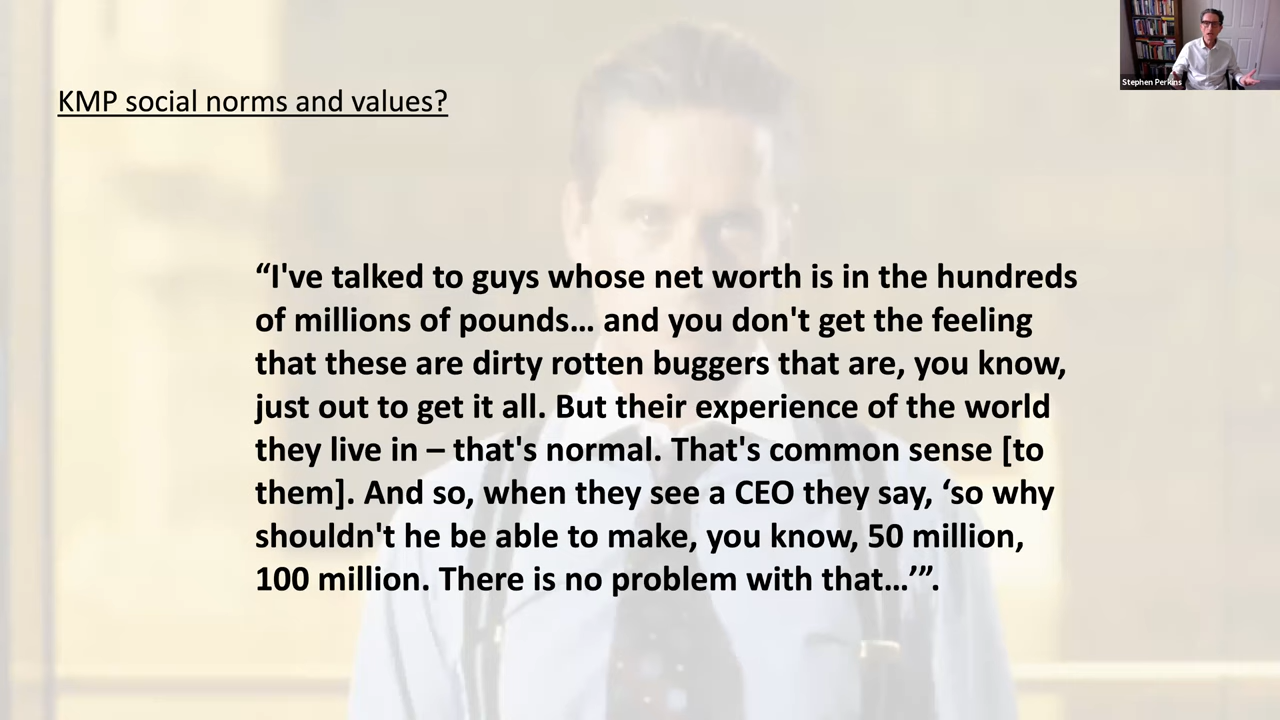 Stephen Perkins
KMP social norms and values?
“I've talked to guys whose net worth is in the hundreds
of millions of pounds… and you don't get the feeling
that these are dirty rotten buggers that are, you know,
just out to get it all. But their experience of the world
they live in – that's normal. That's common sense [to
them]. And so, when they see a CEO they say, ‘so why
shouldn't he be able to make, you know, 50 million,
100 million. There is no problem with that…’”.